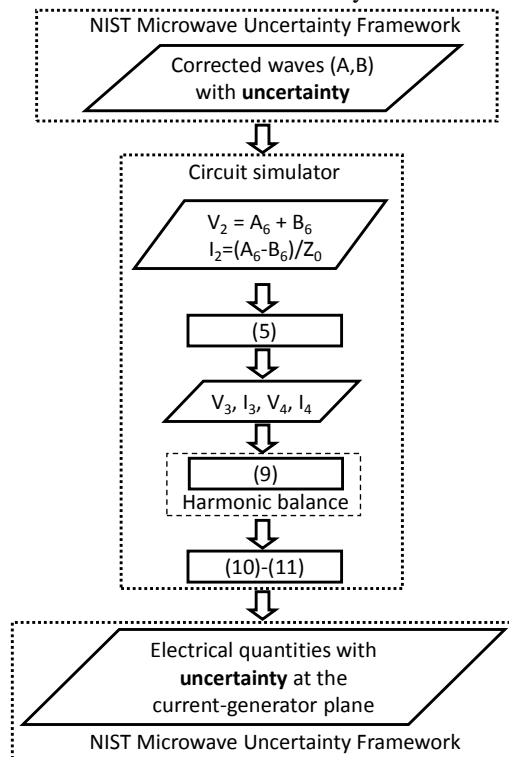 NIST Microwave Uncertainty Framework
Corrected waves (A,B)
with uncertainty
Circuit simulator
V₂ = A₆ + B₆
I₂=(A₆-B₆)/Z₀
(5)
V₃, I₃, V₄, I₄
(9)
Harmonic balance
(10)-(11)
Electrical quantities with
uncertainty at the
current-generator plane
NIST Microwave Uncertainty Framework